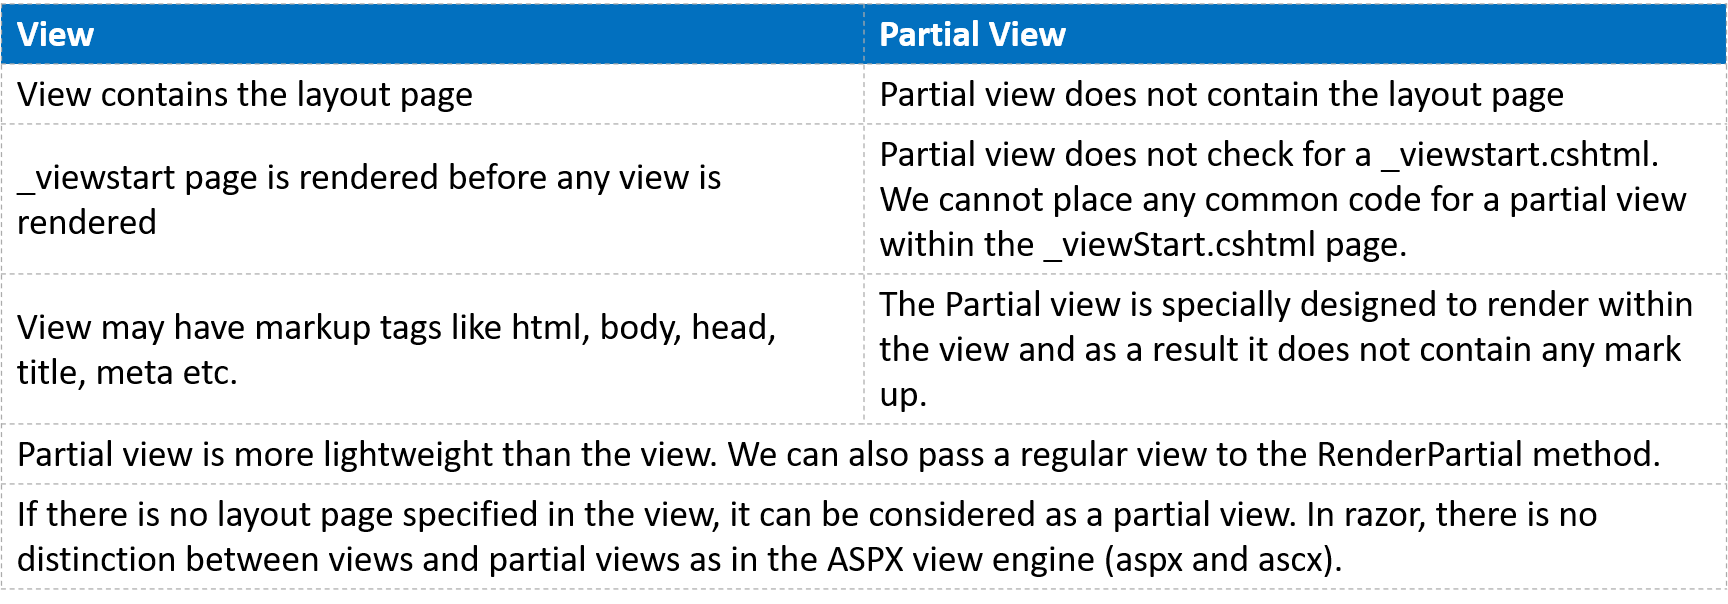 View
Partial View
View contains the layout page
Partial view does not contain the layout page
_viewstart page is rendered before any view is
rendered
Partial view does not check for a _viewstart.cshtml.
We cannot place any common code for a partial view
within the _viewStart.cshtml page.
View may have markup tags like html, body, head,
title, meta etc.
The Partial view is specially designed to render within
the view and as a result it does not contain any mark
up.
Partial view is more lightweight than the view. We can also pass a regular view to the RenderPartial method.
If there is no layout page specified in the view, it can be considered as a partial view. In razor, there is no
distinction between views and partial views as in the ASPX view engine (aspx and ascx).